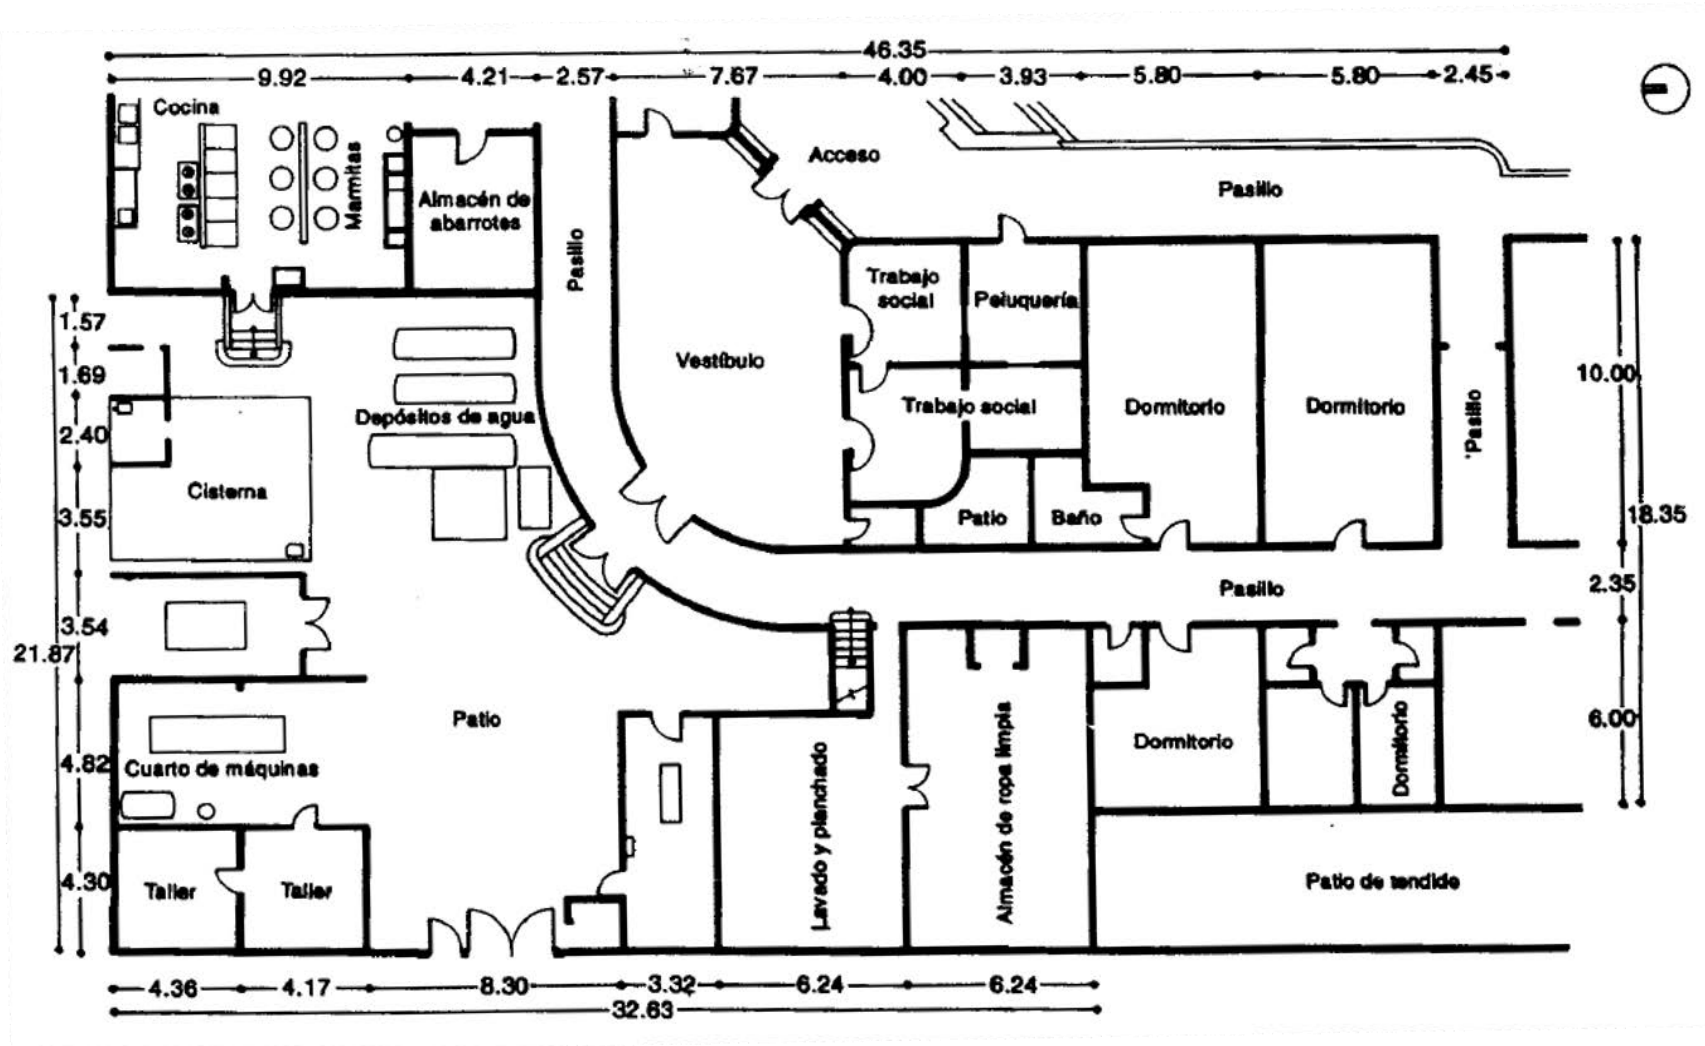 46.35
9.92 4.21 2.57 7.67 4.00 3.93 5.80 5.80 2.45
Cocina
Marmitas
Almacén de
abarrotes
Pasillo
Acceso
Pasillo
Trabajo
social
Peluquería
Vestíbulo
1.57
1.69
2.40
3.55
3.54
21.87
4.82
4.30
Depósitos de agua
Trabajo social
Dormitorio
Dormitorio
Pasillo
10.00
18.35
2.35
6.00
Cisterna
Patio
Baño
Pasillo
Patio
Cuarto de máquinas
Lavado y planchado
Almacén de ropa limpia
Dormitorio
Dormitorio
Taller
Taller
Patio de tendido
4.36 4.17 8.30 3.32 6.24 6.24
32.63